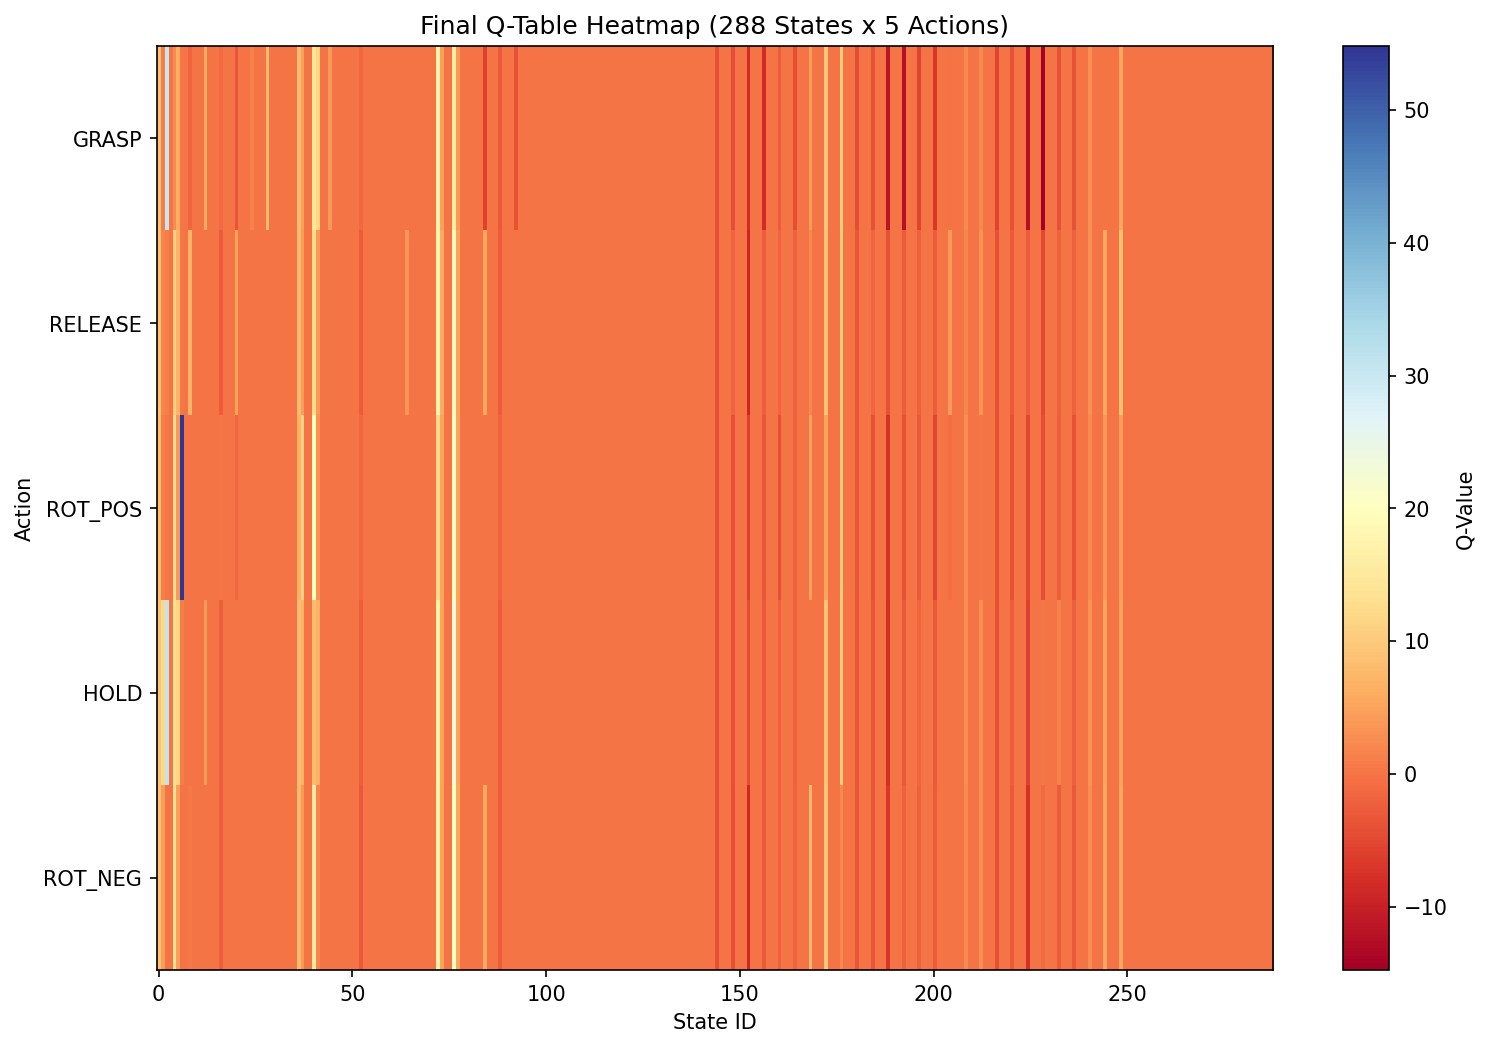 Final Q-Table Heatmap (288 States x 5 Actions)
Action
GRASP
RELEASE
ROT_POS
HOLD
ROT_NEG
0 50 100 150 200 250
State ID
50
40
30
20
10
0
−10
Q-Value